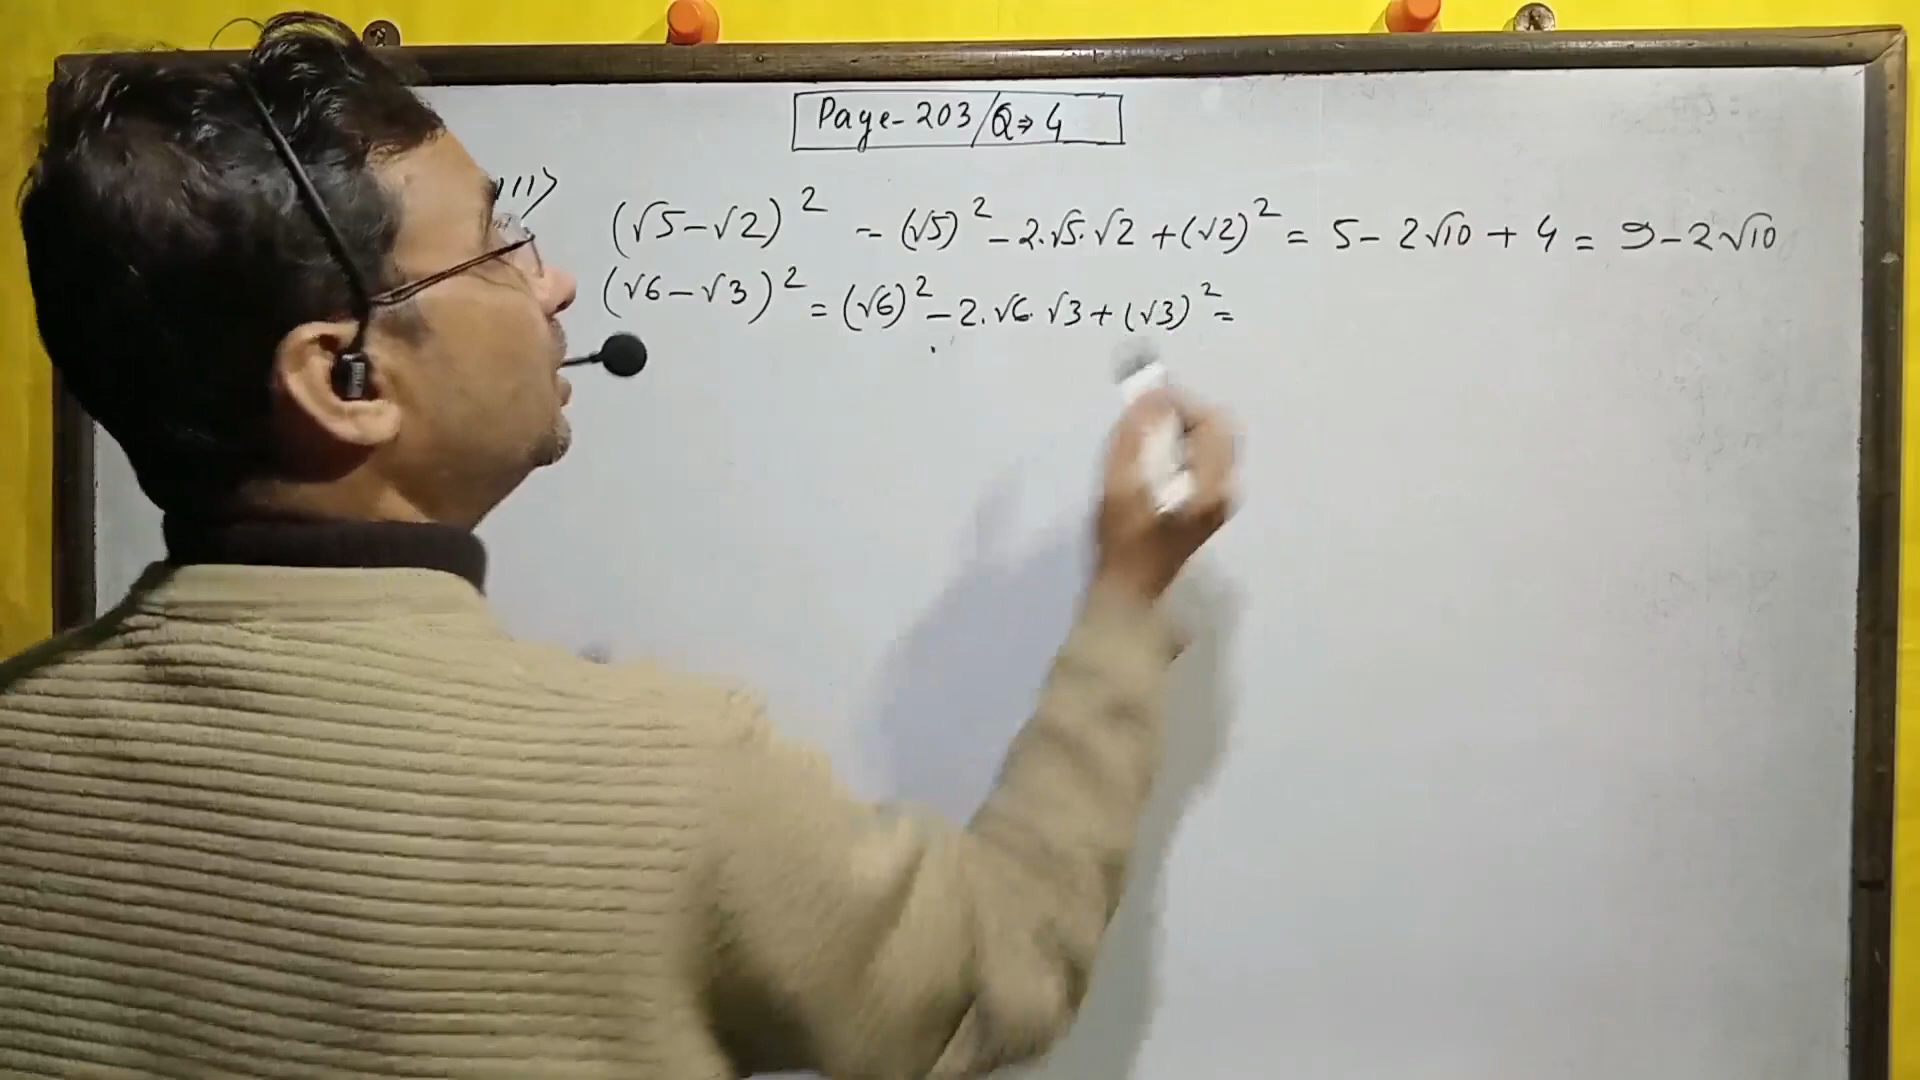 Page-203/Q⇒4
(√5-√2)² = (√5)² - 2.√5.√2 + (√2)² = 5 - 2√10 + 4 = 9 - 2√10
(√6-√3)² = (√6)² - 2.√6.√3 + (√3)² =